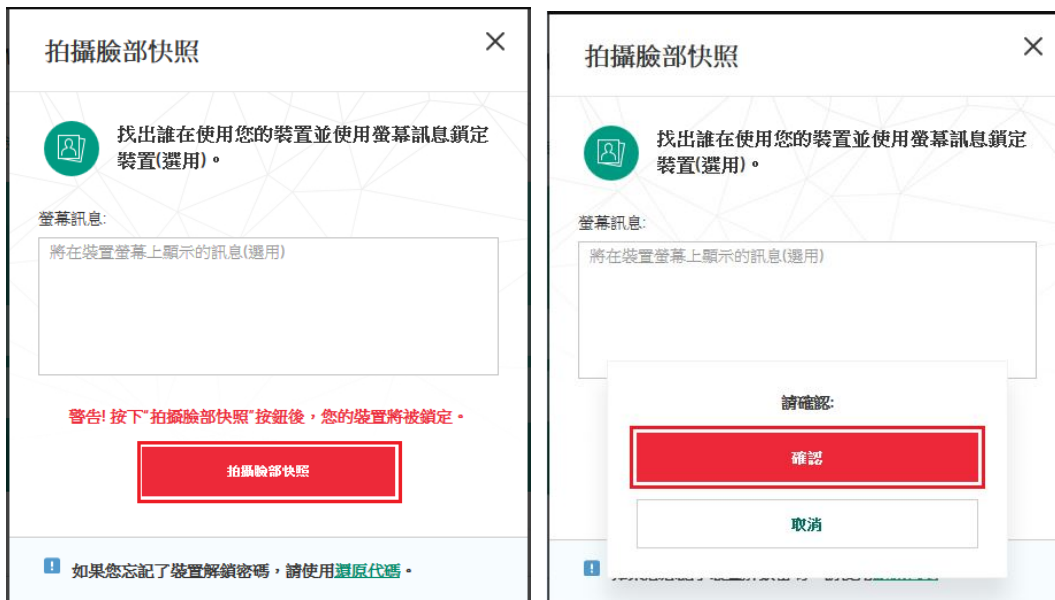 拍攝臉部快照
找出誰在使用您的裝置並使用螢幕訊息鎖定
裝置(選用)。
螢幕訊息:
將在裝置螢幕上顯示的訊息(選用)
警告! 按下"拍攝臉部快照"按鈕後，您的裝置將被鎖定。
拍攝臉部快照
如果您忘記了裝置解鎖密碼，請使用還原代碼。
拍攝臉部快照
找出誰在使用您的裝置並使用螢幕訊息鎖定
裝置(選用)。
螢幕訊息:
將在裝置螢幕上顯示的訊息(選用)
請確認:
確認
取消